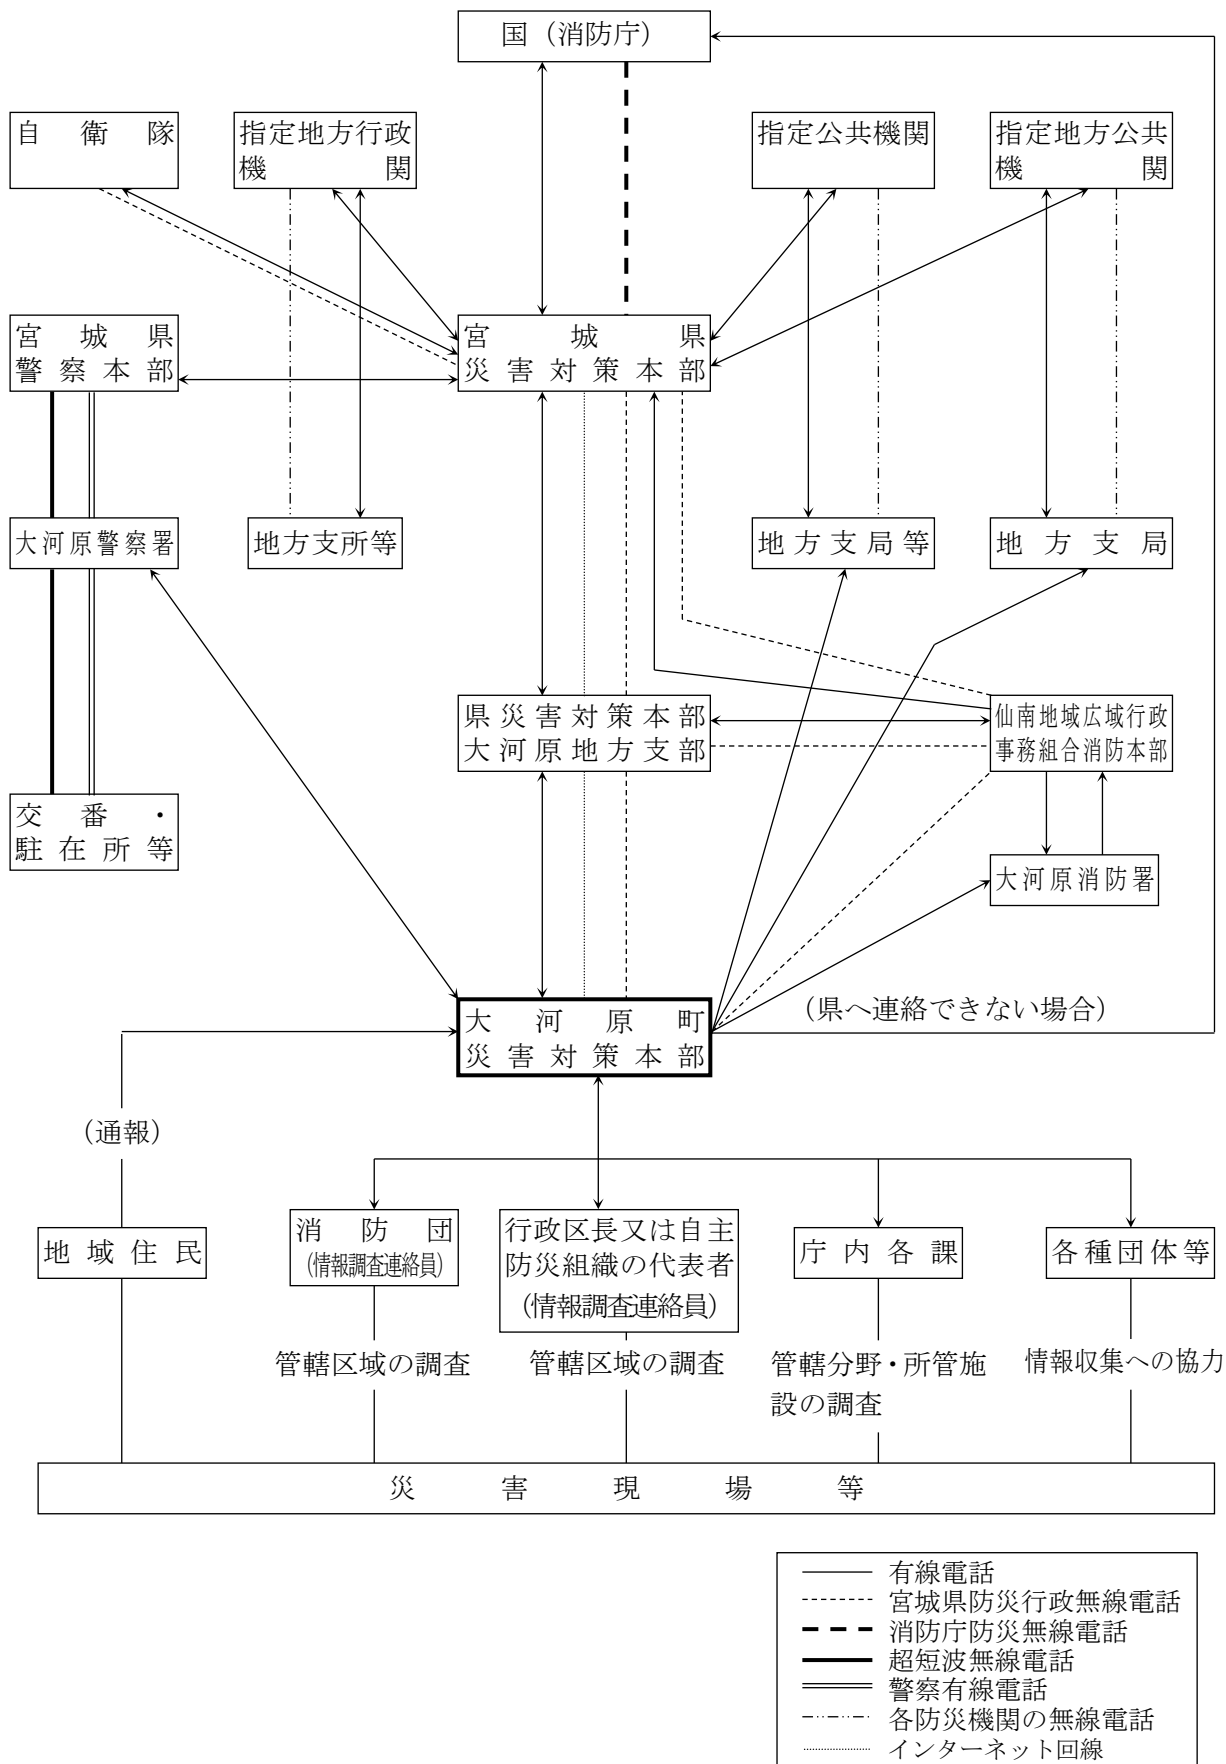 国（消防庁）
自衛隊
指定地方行政
機関
指定公共機関
指定地方公共
機関
宮城県
警察本部
宮城県
災害対策本部
大河原警察署
地方支所等
地方支局等
地方支局
県災害対策本部
大河原地方支部
仙南地域広域行政
事務組合消防本部
交番・
駐在所等
大河原消防署
大河原町
災害対策本部
（県へ連絡できない場合）
（通報）
地域住民
消防団
（情報調査連絡員）
行政区長又は自主
防災組織の代表者
（情報調査連絡員）
庁内各課
各種団体等
管轄区域の調査
管轄区域の調査
管轄分野・所管施
設の調査
情報収集への協力
災害現場等
有線電話
宮城県防災行政無線電話
消防庁防災無線電話
超短波無線電話
警察有線電話
各防災機関の無線電話
インターネット回線